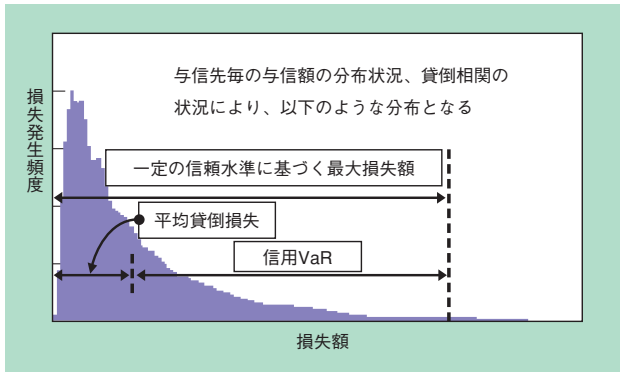 与信先毎の与信額の分布状況、貸倒相関の
状況により、以下のような分布となる
損失発生頻度
一定の信頼水準に基づく最大損失額
平均貸倒損失
信用VaR
損失額